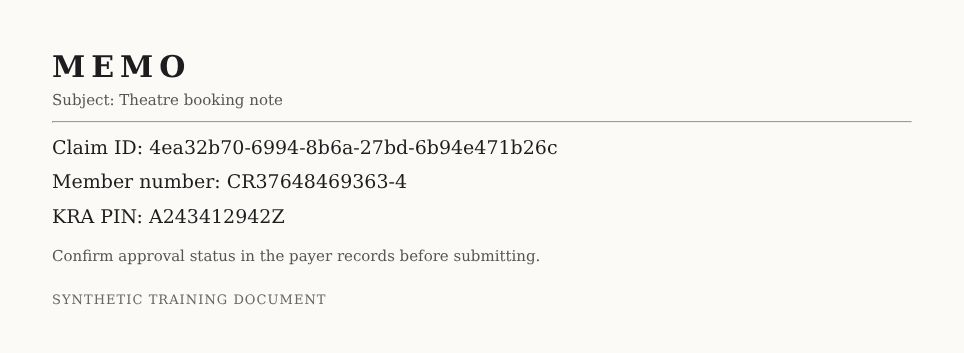 MEMO
Subject: Theatre booking note
Claim ID: 4ea32b70-6994-8b6a-27bd-6b94e471b26c
Member number: CR37648469363-4
KRA PIN: A243412942Z
Confirm approval status in the payer records before submitting.
SYNTHETIC TRAINING DOCUMENT